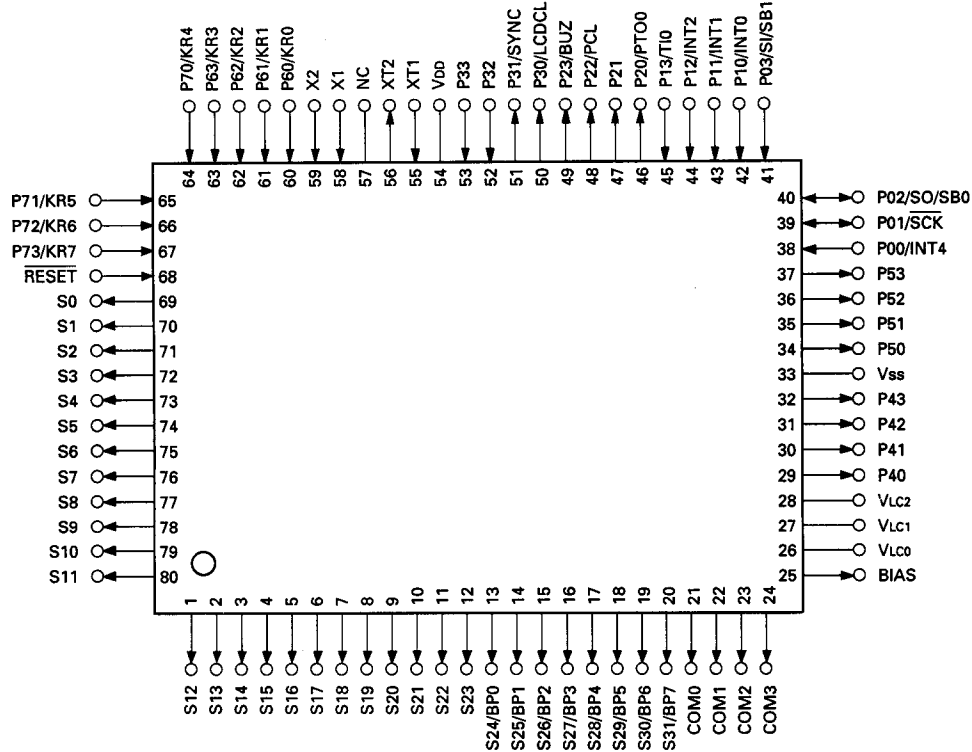 P70/KR4
P63/KR3
P62/KR2
P61/KR1
P60/KR0
X2
X1
NC
XT2
XT1
VDD
P33
P32
P31/SYNC
P30/LCDCL
P23/BUZ
P22/PCL
P21
P20/PTO0
P13/TI0
P12/INT2
P11/INT1
P10/INT0
P03/SI/SB1
64 63 62 61 60 59 58 57 56 55 54 53 52 51 50 49 48 47 46 45 44 43 42 41
P71/KR5 65
P72/KR6 66
P73/KR7 67
RESET 68
S0 69
S1 70
S2 71
S3 72
S4 73
S5 74
S6 75
S7 76
S8 77
S9 78
S10 79
S11 80
40 P02/SO/SB0
39 P01/SCK
38 P00/INT4
37 P53
36 P52
35 P51
34 P50
33 VSS
32 P43
31 P42
30 P41
29 P40
28 VLC2
27 VLC1
26 VLC0
25 BIAS
1 2 3 4 5 6 7 8 9 10 11 12 13 14 15 16 17 18 19 20 21 22 23 24
S12
S13
S14
S15
S16
S17
S18
S19
S20
S21
S22
S23
S24/BP0
S25/BP1
S26/BP2
S27/BP3
S28/BP4
S29/BP5
S30/BP6
S31/BP7
COM0
COM1
COM2
COM3